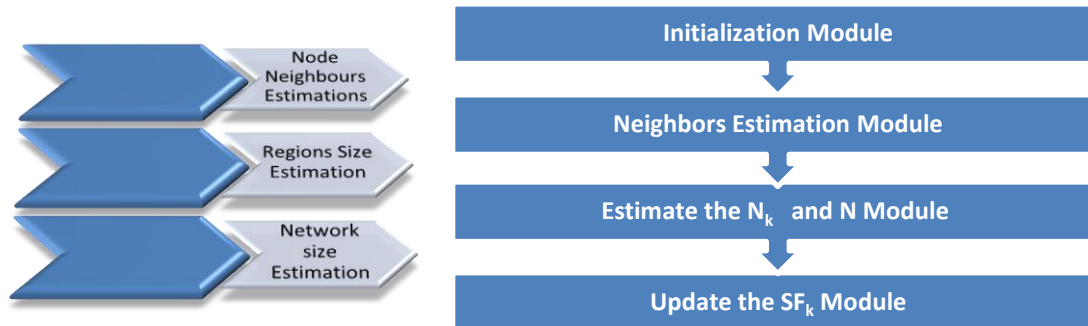 Node
Neighbours
Estimations
Regions Size
Estimation
Network
size
Estimation
Initialization Module
Neighbors Estimation Module
Estimate the Nₖ and N Module
Update the SFₖ Module